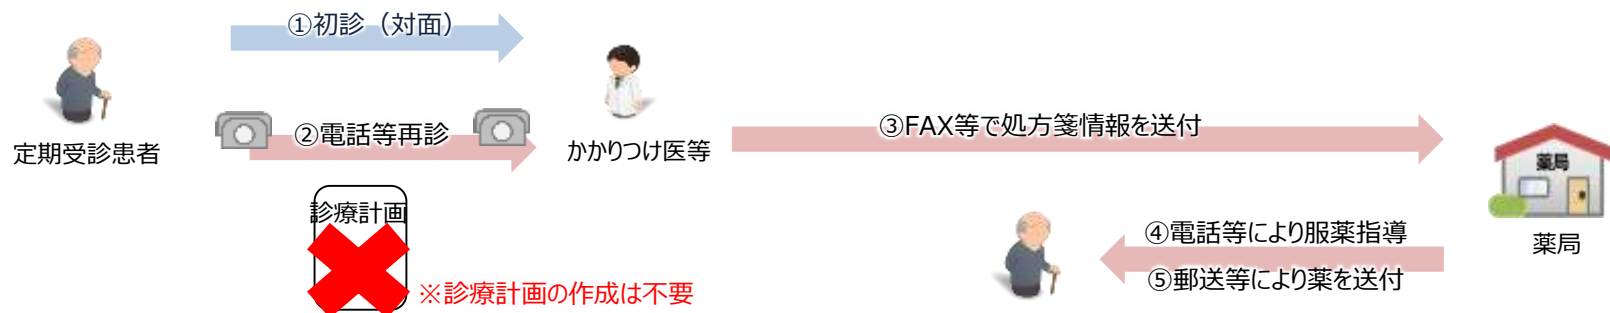 ①初診（対面）
定期受診患者
②電話等再診
かかりつけ医等
③FAX等で処方箋情報を送付
薬局
薬局
診療計画
※診療計画の作成は不要
④電話等により服薬指導
⑤郵送等により薬を送付